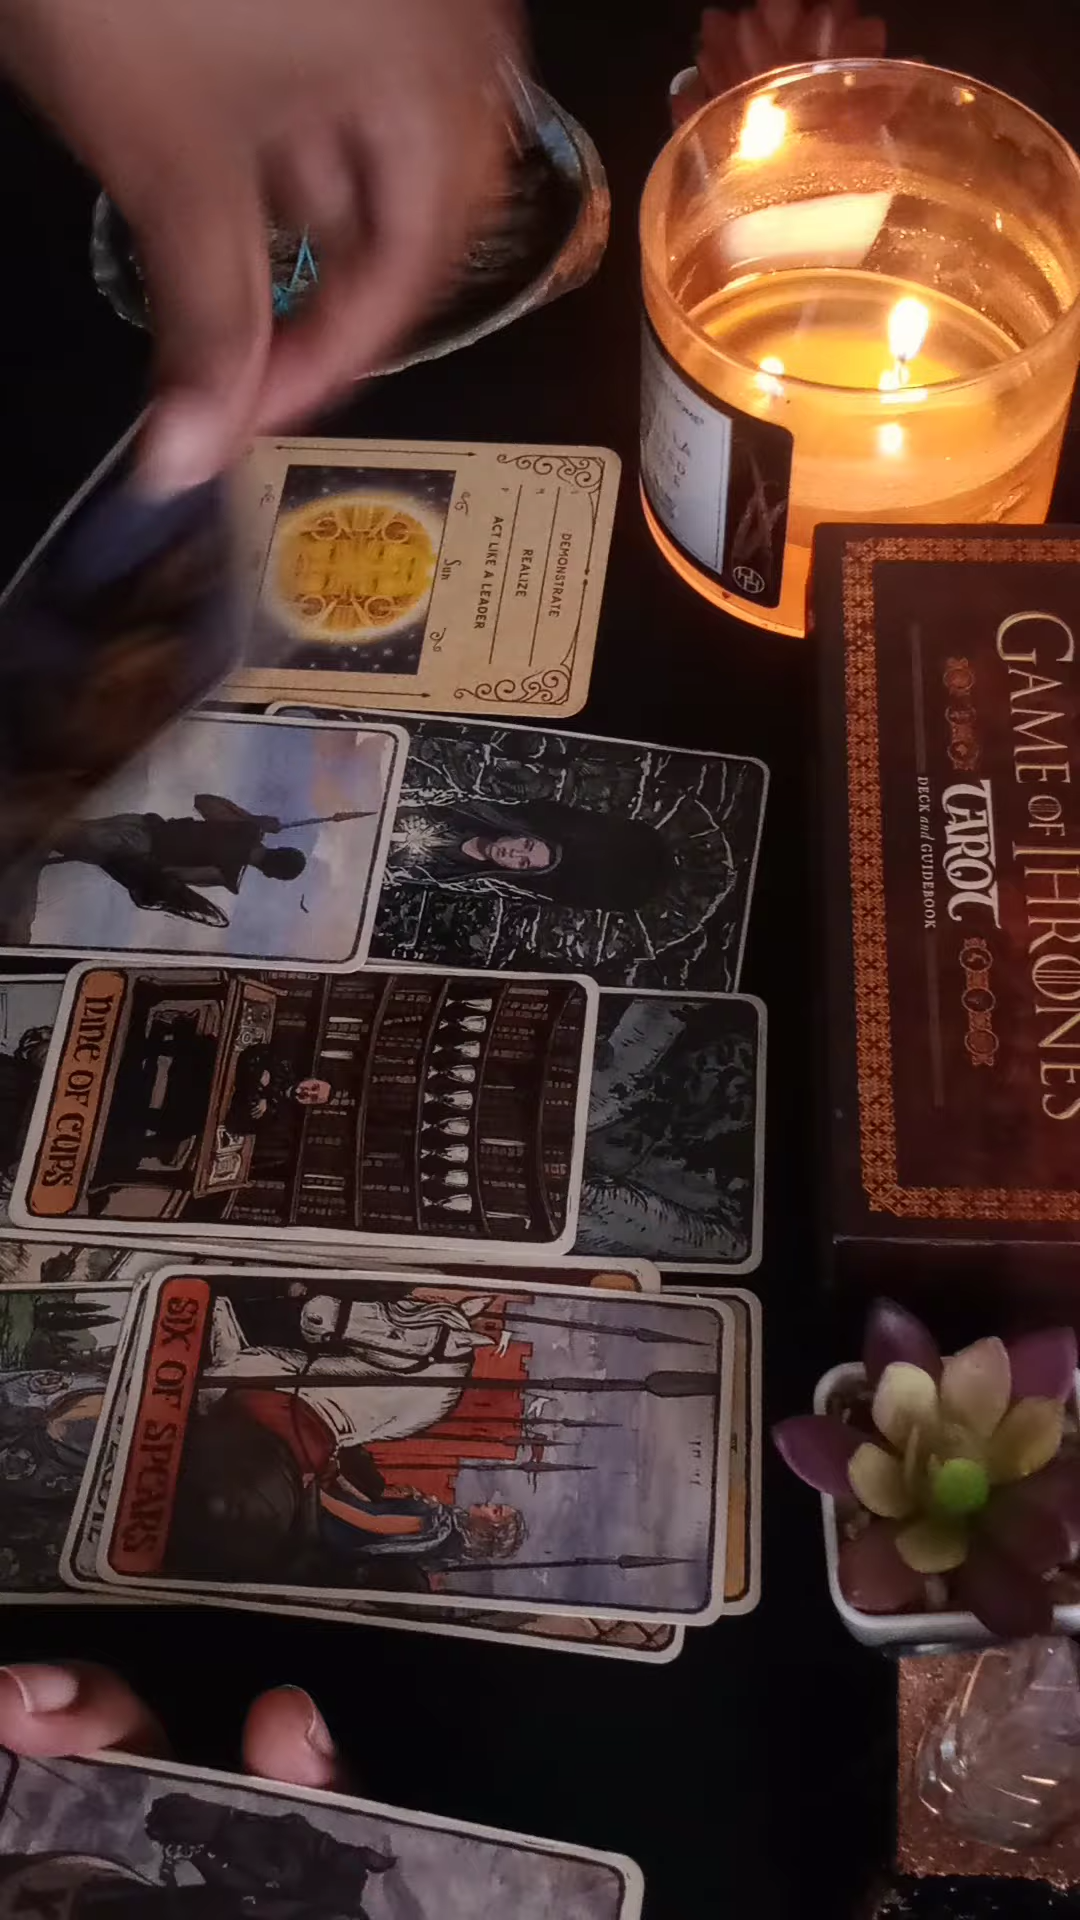 DEMONSTRATE
REALIZE
ACT LIKE A LEADER
Sun
GAME OF THRONES
TAROT
DECK and GUIDEBOOK
NINE OF CUPS
SIX OF SPEARS